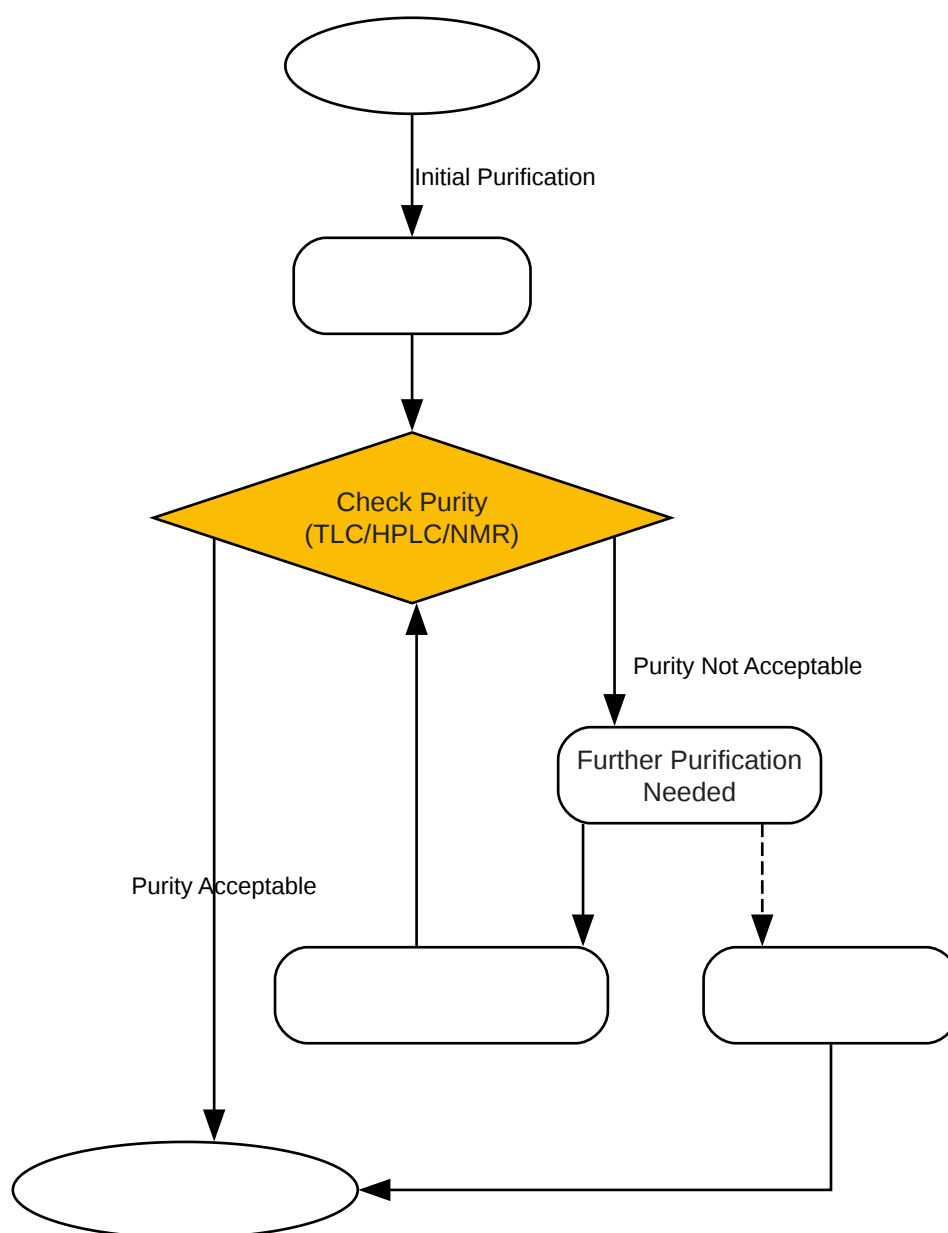 Initial Purification
Check Purity
(TLC/HPLC/NMR)
Purity Not Acceptable
Further Purification
Needed
Purity Acceptable